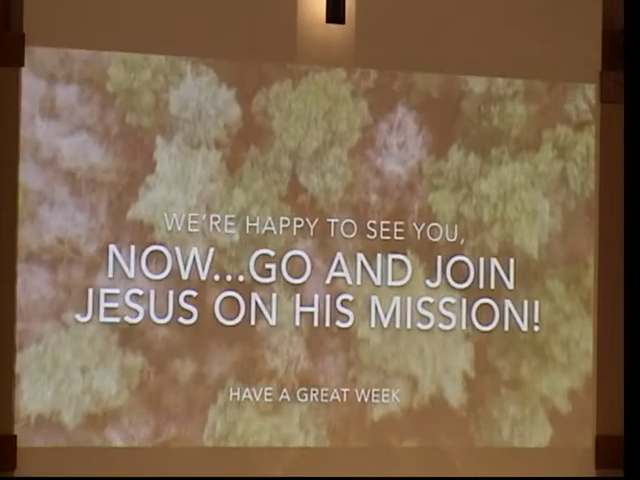 WE'RE HAPPY TO SEE YOU,
NOW...GO AND JOIN
JESUS ON HIS MISSION!
HAVE A GREAT WEEK